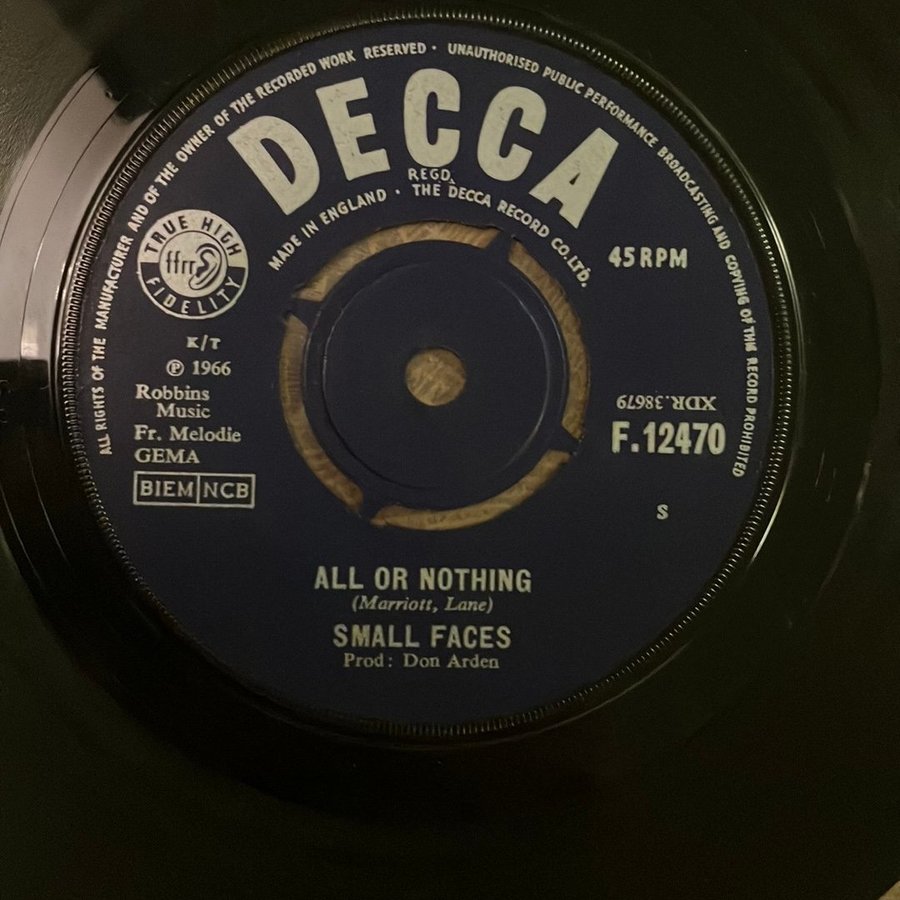 ALL RIGHTS OF THE MANUFACTURER AND OF THE OWNER OF THE RECORDED WORK RESERVED · UNAUTHORISED PUBLIC PERFORMANCE BROADCASTING AND COPYING OF THE RECORD PROHIBITED
DECCA
REGD.
MADE IN ENGLAND · THE DECCA RECORD CO. LTD.
TRUE HIGH
ffrr
FIDELITY
45 RPM
K/T
℗ 1966
Robbins
Music
Fr. Melodie
GEMA
BIEM NCB
XDR.38679
F.12470
S
ALL OR NOTHING
(Marriott, Lane)
SMALL FACES
Prod: Don Arden